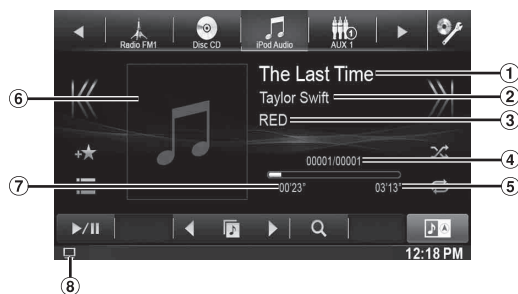 Radio FM1
Disc CD
iPod Audio
1
AUX 1
The Last Time
1
Taylor Swift
2
RED
3
6
00001/00001
4
7
00'23"
03'13"
5
12:18 PM
8